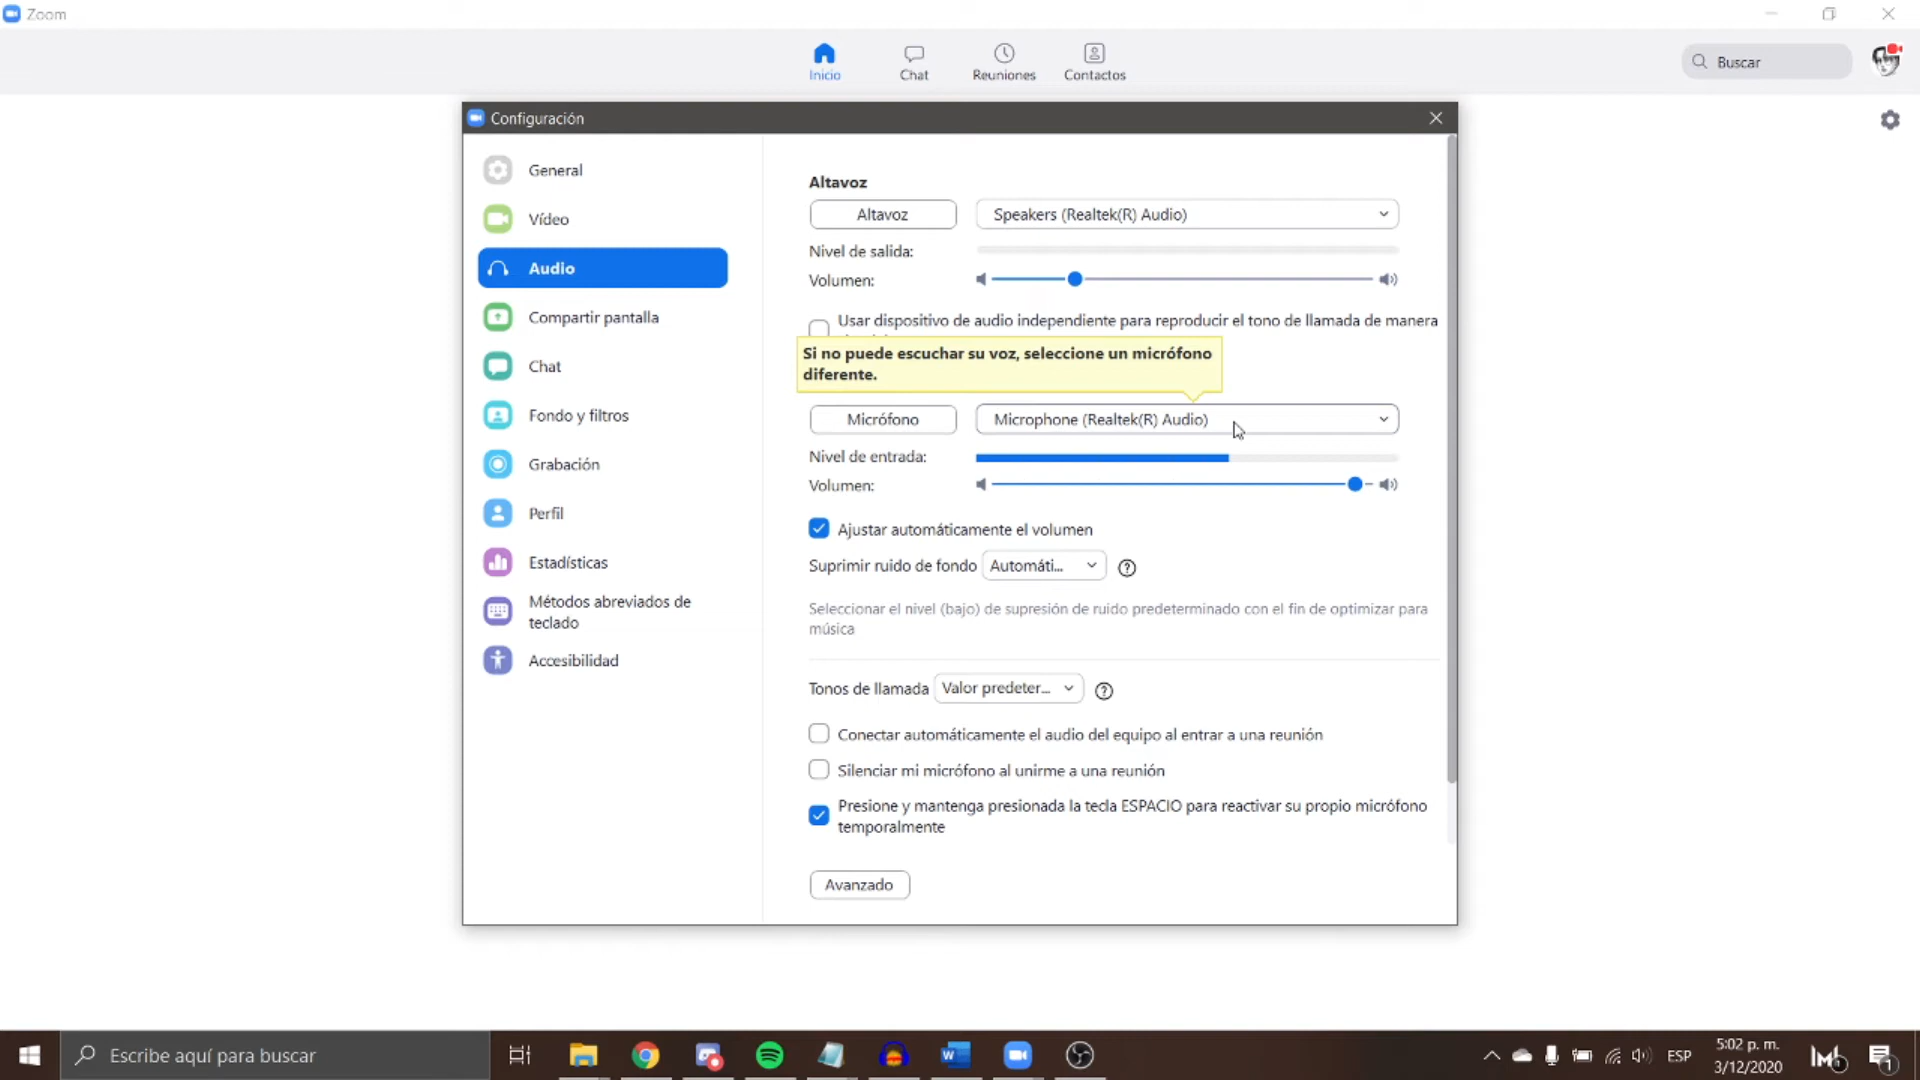 Zoom
Inicio
Chat
Reuniones
Contactos
Buscar
Configuración
General
Vídeo
Audio
Compartir pantalla
Chat
Fondo y filtros
Grabación
Perfil
Estadísticas
Métodos abreviados de
teclado
Accesibilidad
Altavoz
Altavoz
Speakers (Realtek(R) Audio)
Nivel de salida:
Volumen:
Usar dispositivo de audio independiente para reproducir el tono de llamada de manera
Si no puede escuchar su voz, seleccione un micrófono
diferente.
Micrófono
Microphone (Realtek(R) Audio)
Nivel de entrada:
Volumen:
Ajustar automáticamente el volumen
Suprimir ruido de fondo
Automáti...
Seleccionar el nivel (bajo) de supresión de ruido predeterminado con el fin de optimizar para
música
Tonos de llamada
Valor predeter...
Conectar automáticamente el audio del equipo al entrar a una reunión
Silenciar mi micrófono al unirme a una reunión
Presione y mantenga presionada la tecla ESPACIO para reactivar su propio micrófono
temporalmente
Avanzado
Escribe aquí para buscar
ESP
5:02 p. m.
3/12/2020
1